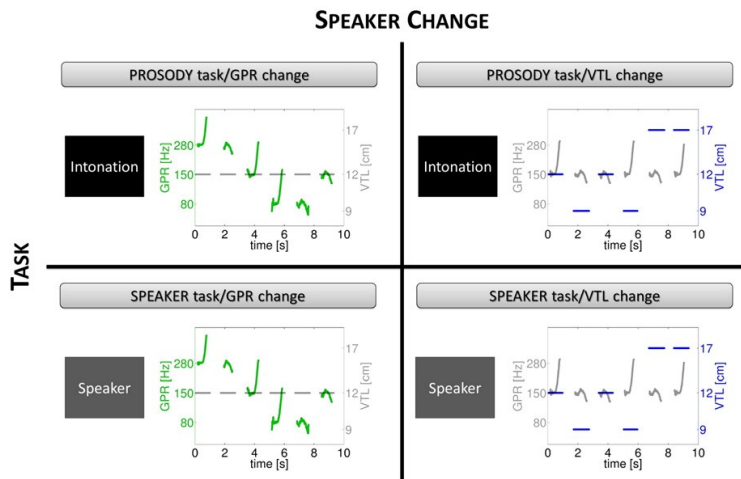 SPEAKER CHANGE
TASK
PROSODY task/GPR change
Intonation
GPR [Hz]
280
150
80
17
12
9
VTL [cm]
0 2 4 6 8 10
time [s]
PROSODY task/VTL change
Intonation
GPR [Hz]
280
150
80
17
12
9
VTL [cm]
0 2 4 6 8 10
time [s]
SPEAKER task/GPR change
Speaker
GPR [Hz]
280
150
80
17
12
9
VTL [cm]
0 2 4 6 8 10
time [s]
SPEAKER task/VTL change
Speaker
GPR [Hz]
280
150
80
17
12
9
VTL [cm]
0 2 4 6 8 10
time [s]